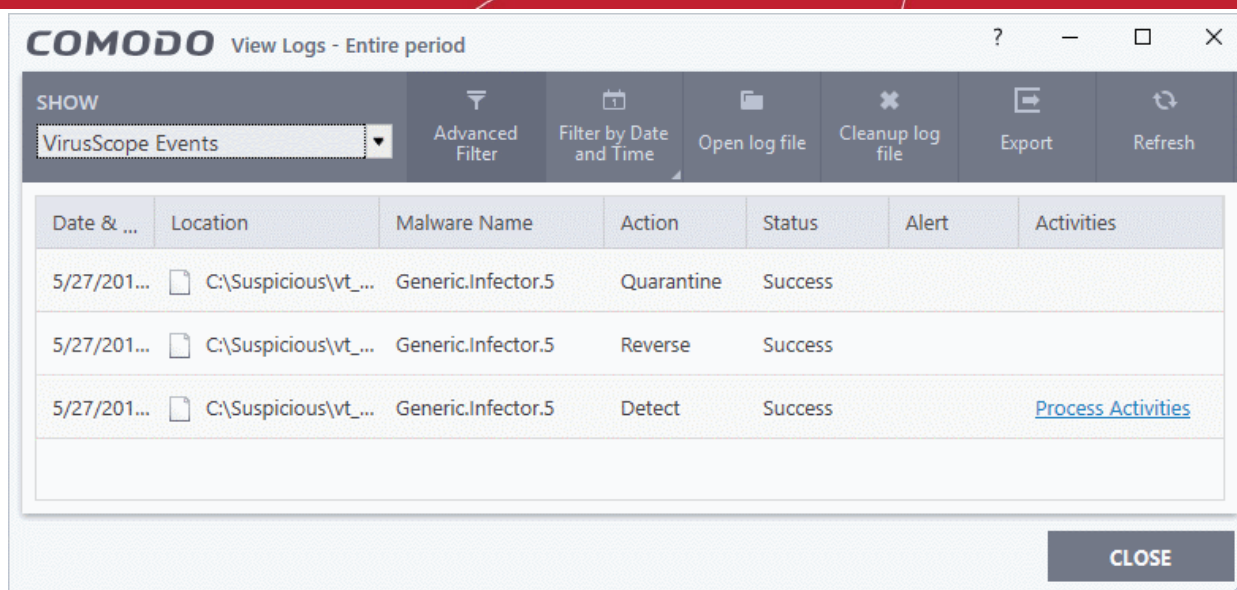 COMODO View Logs - Entire period ?
SHOW
VirusScope Events
Advanced
Filter
Filter by Date
and Time
Open log file
Cleanup log
file
Export
Refresh
Date & ... Location Malware Name Action Status Alert Activities
5/27/201... C:\Suspicious\vt_... Generic.Infector.5 Quarantine Success
5/27/201... C:\Suspicious\vt_... Generic.Infector.5 Reverse Success
5/27/201... C:\Suspicious\vt_... Generic.Infector.5 Detect Success Process Activities
CLOSE